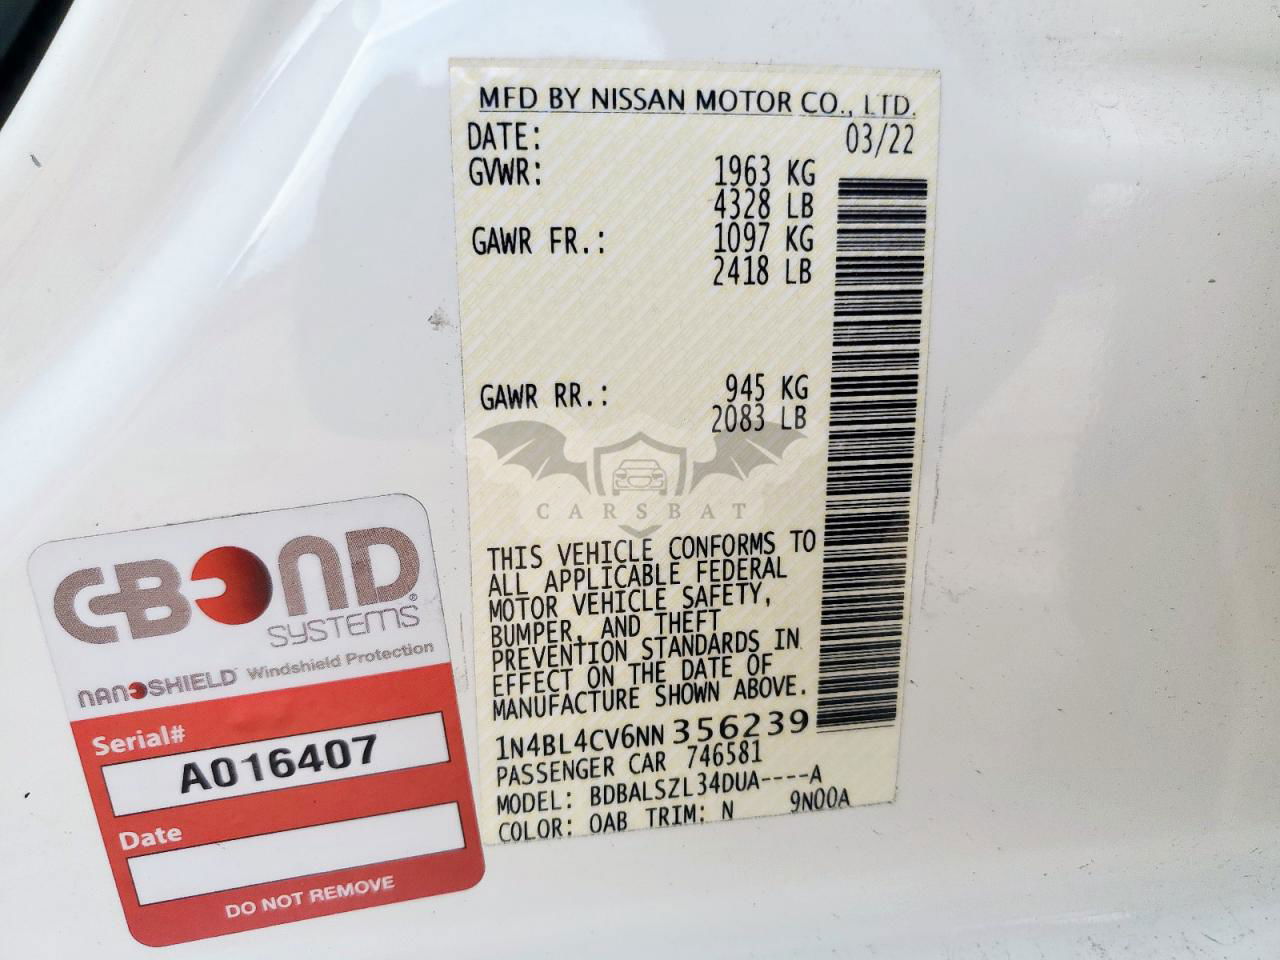 MFD BY NISSAN MOTOR CO., LTD.
DATE: 03/22
GVWR: 1963 KG
4328 LB
GAWR FR.: 1097 KG
2418 LB
GAWR RR.: 945 KG
2083 LB
CARSBAT
THIS VEHICLE CONFORMS TO
ALL APPLICABLE FEDERAL
MOTOR VEHICLE SAFETY,
BUMPER, AND THEFT
PREVENTION STANDARDS IN
EFFECT ON THE DATE OF
MANUFACTURE SHOWN ABOVE.
1N4BL4CV6NN356239
PASSENGER CAR 746581
MODEL: BDBALSZL34DUA----A
COLOR: OAB TRIM: N 9N00A
C-BOND
SYSTEMS®
NANOSHIELD Windshield Protection
Serial#
A016407
Date
DO NOT REMOVE